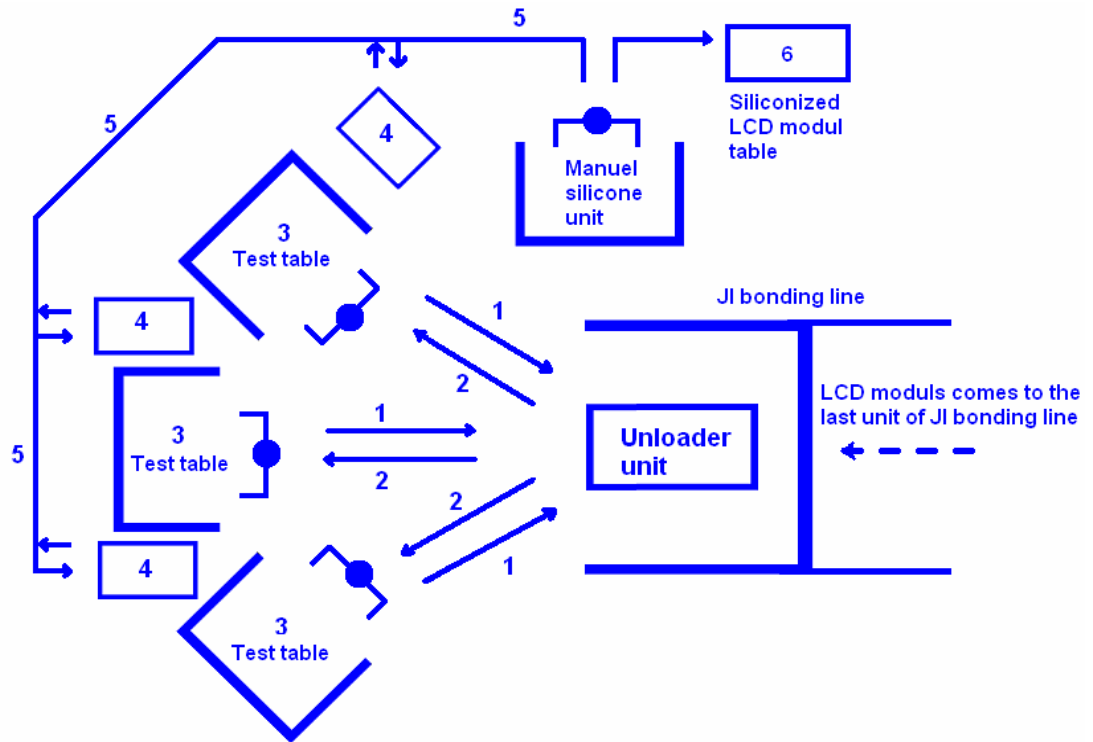 5
6
Siliconized
LCD modul
table
5
4
Manuel
silicone
unit
3
Test table
JI bonding line
1
4
2
LCD moduls comes to the
last unit of JI bonding line
1
Unloader
unit
3
Test table
5
2
2
4
1
3
Test table